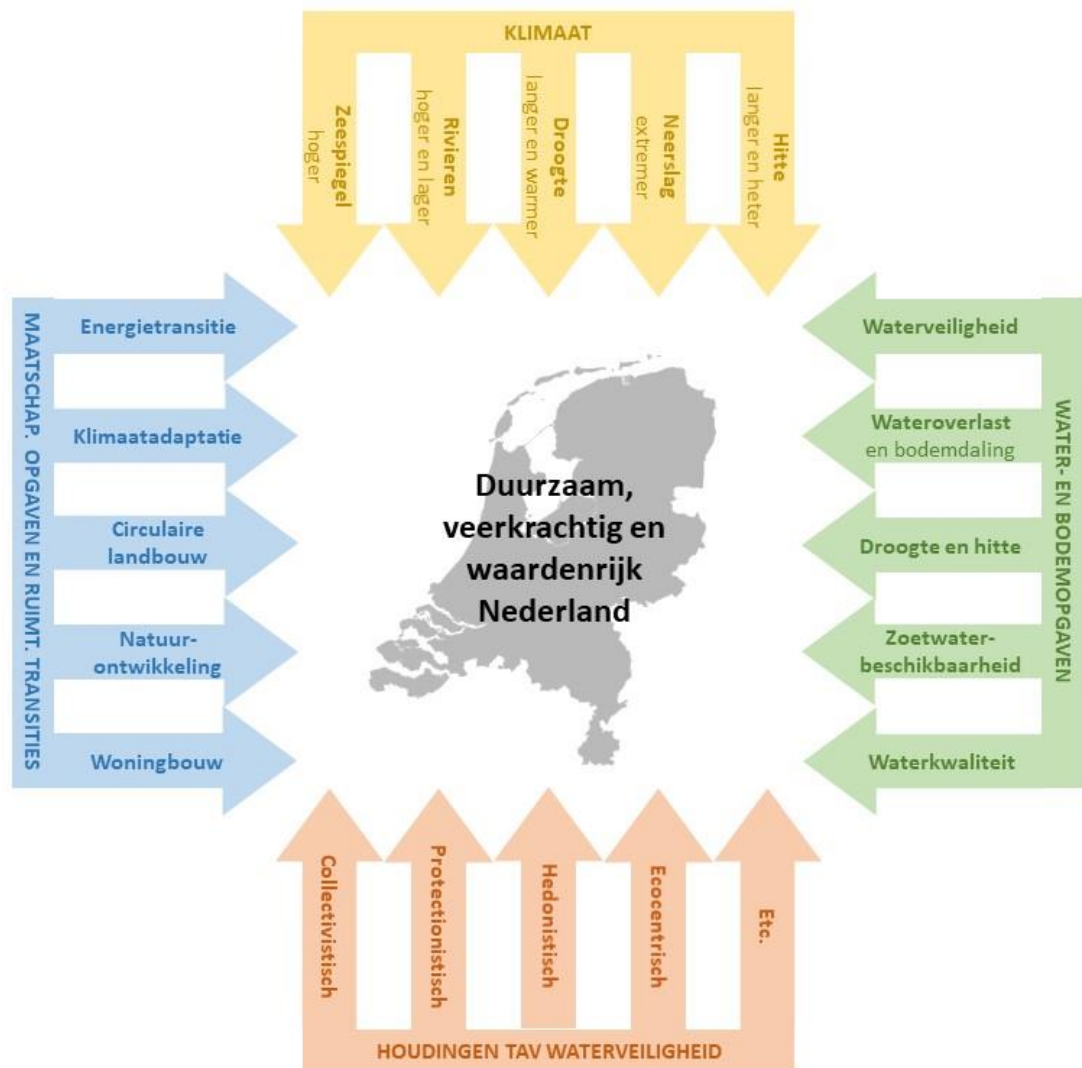 KLIMAAT
Zeespiegel
hoger
Rivieren
hoger en lager
Droogte
langer en warmer
Neerslag
extremer
Hitte
langer en heter
MAATSCHAP. OPGAVEN EN RUIMT. TRANSITIES
Energietransitie
Klimaatadaptatie
Circulaire
landbouw
Natuur-
ontwikkeling
Woningbouw
Duurzaam,
veerkrachtig en
waardenrijk
Nederland
Waterveiligheid
Wateroverlast
en bodemdaling
Droogte en hitte
Zoetwater-
beschikbaarheid
Waterkwaliteit
WATER- EN BODEMOPGAVEN
Collectivistisch
Protectionistisch
Hedonistisch
Ecocentrisch
Etc.
HOUDINGEN TAV WATERVEILIGHEID